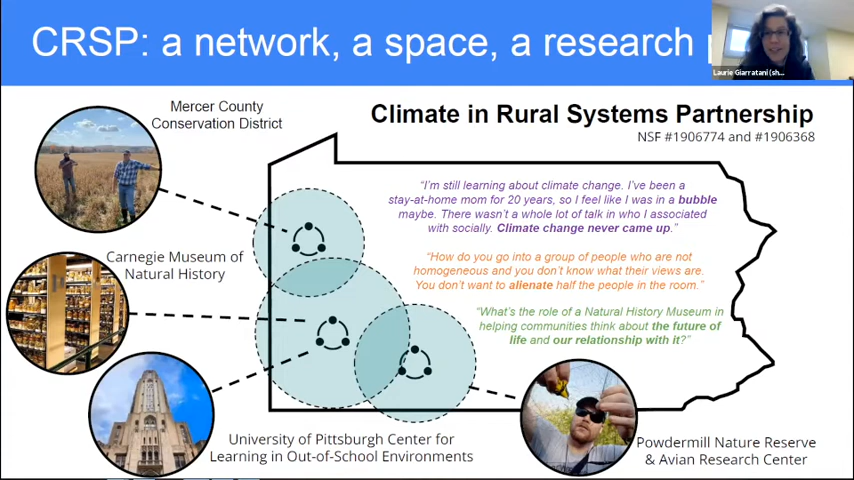 CRSP: a network, a space, a research
Laurie Giarratani (sh...
Mercer County
Conservation District
Climate in Rural Systems Partnership
NSF #1906774 and #1906368
“I’m still learning about climate change. I’ve been a
stay-at-home mom for 20 years, so I feel like I was in a bubble
maybe. There wasn’t a whole lot of talk in who I associated
with socially. Climate change never came up.”
Carnegie Museum of
Natural History
“How do you go into a group of people who are not
homogeneous and you don’t know what their views are.
You don’t want to alienate half the people in the room.”
“What’s the role of a Natural History Museum in
helping communities think about the future of
life and our relationship with it?”
University of Pittsburgh Center for
Learning in Out-of-School Environments
Powdermill Nature Reserve
& Avian Research Center